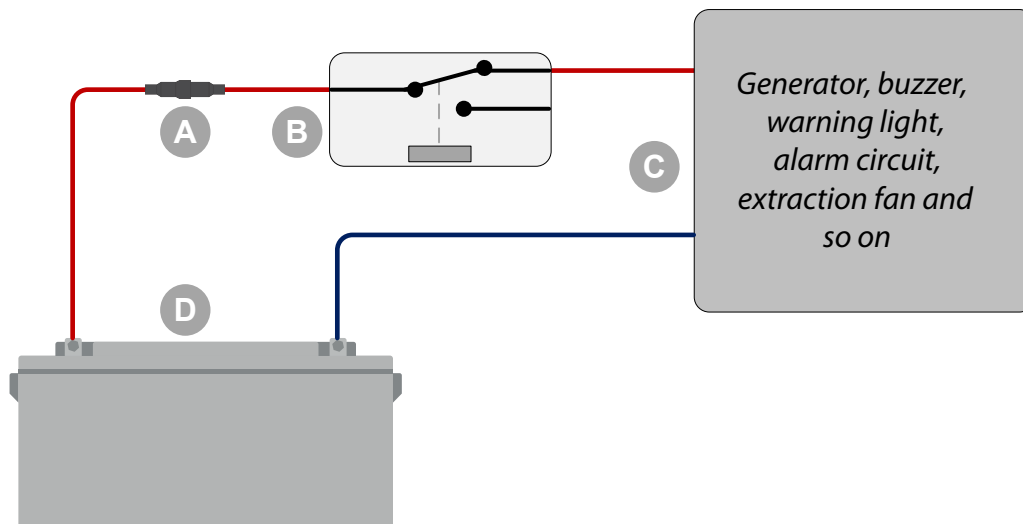 A
B
C
D
Generator, buzzer,
warning light,
alarm circuit,
extraction fan and
so on